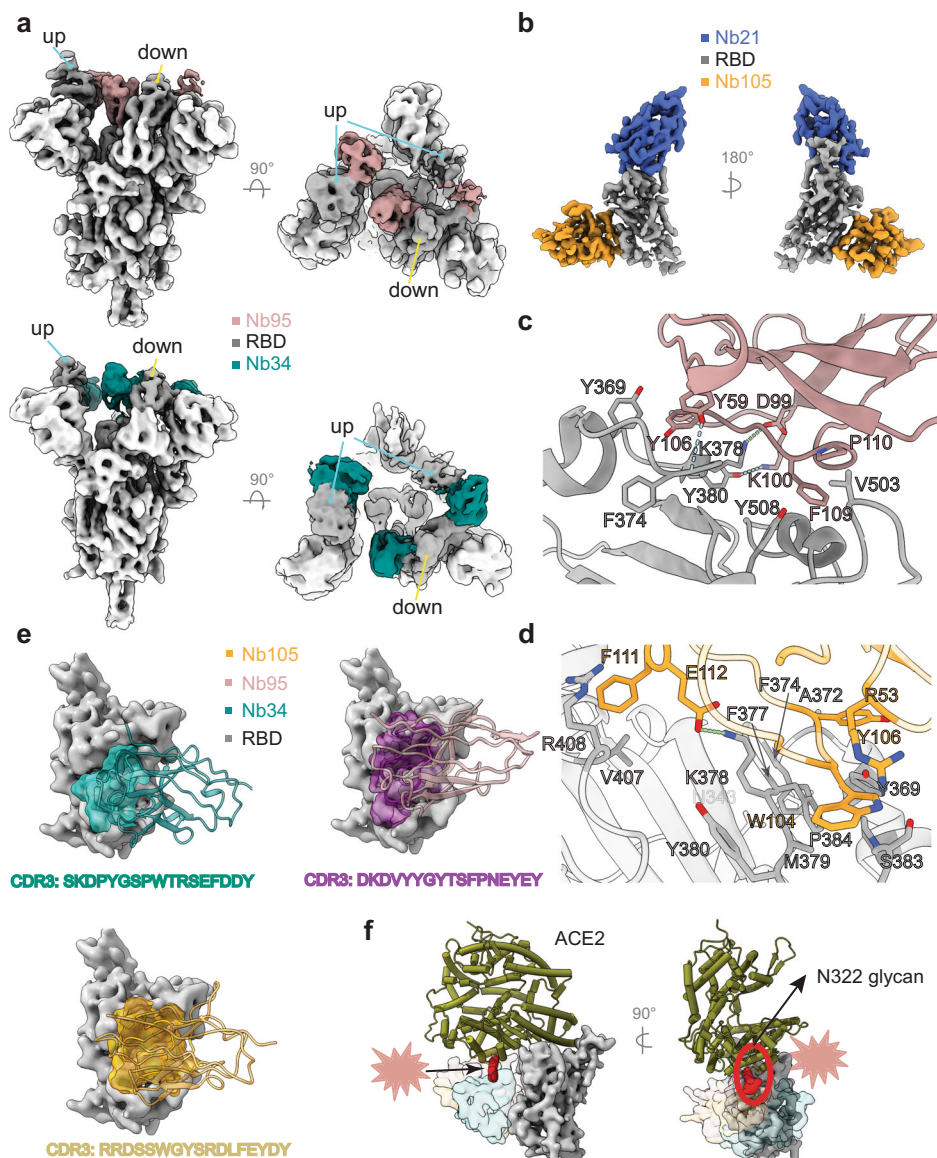 a
up
down
90°
up
down
Nb95
RBD
Nb34
up
down
90°
up
down
b
Nb21
RBD
Nb105
180°
c
Y369
Y59
D99
Y106
K378
P110
K100
V503
Y380
F374
Y508
F109
d
F111
E112
F374
A372
R53
F377
Y106
R408
V407
K378
N343
Y369
W104
P384
Y380
M379
S383
e
Nb105
Nb95
Nb34
RBD
CDR3: SKDPYGSPWTRSEFDDY
CDR3: DKDVYYGYTSFPNEYEY
CDR3: RRDSSWGYSRDLFEYDY
f
ACE2
90°
N322 glycan